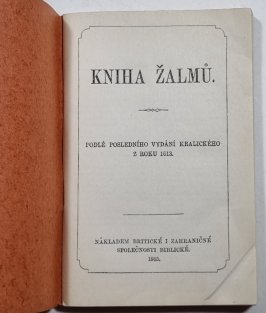 KNIHA ŽALMŮ.
PODLÉ POSLEDNÍHO VYDÁNÍ KRALICKÉHO
Z ROKU 1613.
NÁKLADEM BRITICKÉ I ZAHRANIČNÉ
SPOLEČNOSTI BIBLICKÉ.